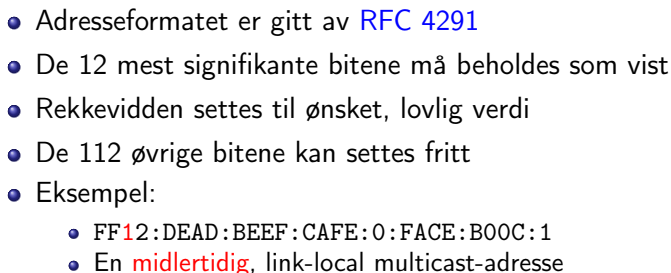 Adresseformatet er gitt av RFC 4291
De 12 mest signifikante bitene må beholdes som vist
Rekkevidden settes til ønsket, lovlig verdi
De 112 øvrige bitene kan settes fritt
Eksempel:
FF12:DEAD:BEEF:CAFE:0:FACE:B00C:1
En midlertidig, link-local multicast-adresse